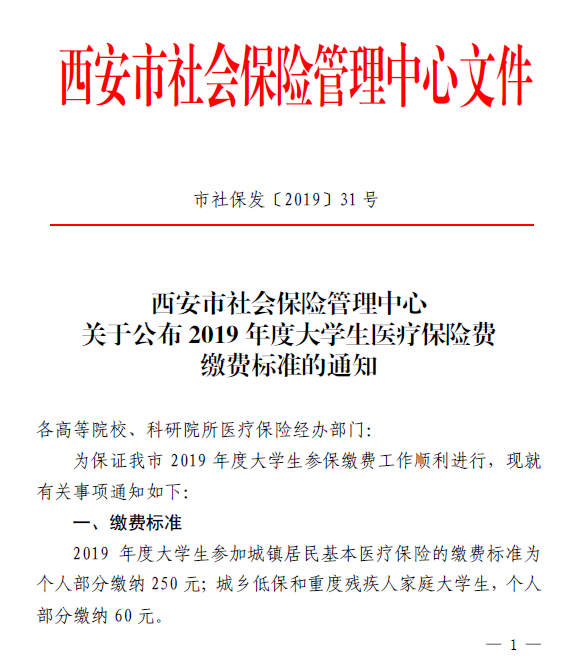 西安市社会保险管理中心文件
市社保发〔2019〕31 号
西安市社会保险管理中心
关于公布 2019 年度大学生医疗保险费
缴费标准的通知
各高等院校、科研院所医疗保险经办部门：
为保证我市 2019 年度大学生参保缴费工作顺利进行，现就
有关事项通知如下：
一、缴费标准
2019 年度大学生参加城镇居民基本医疗保险的缴费标准为
个人部分缴纳 250 元；城乡低保和重度残疾人家庭大学生，个人
部分缴纳 60 元。
— 1 —